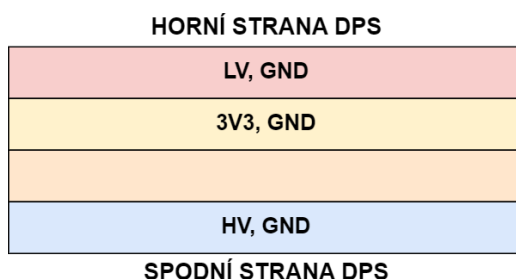 HORNÍ STRANA DPS
LV, GND
3V3, GND
HV, GND
SPODNÍ STRANA DPS